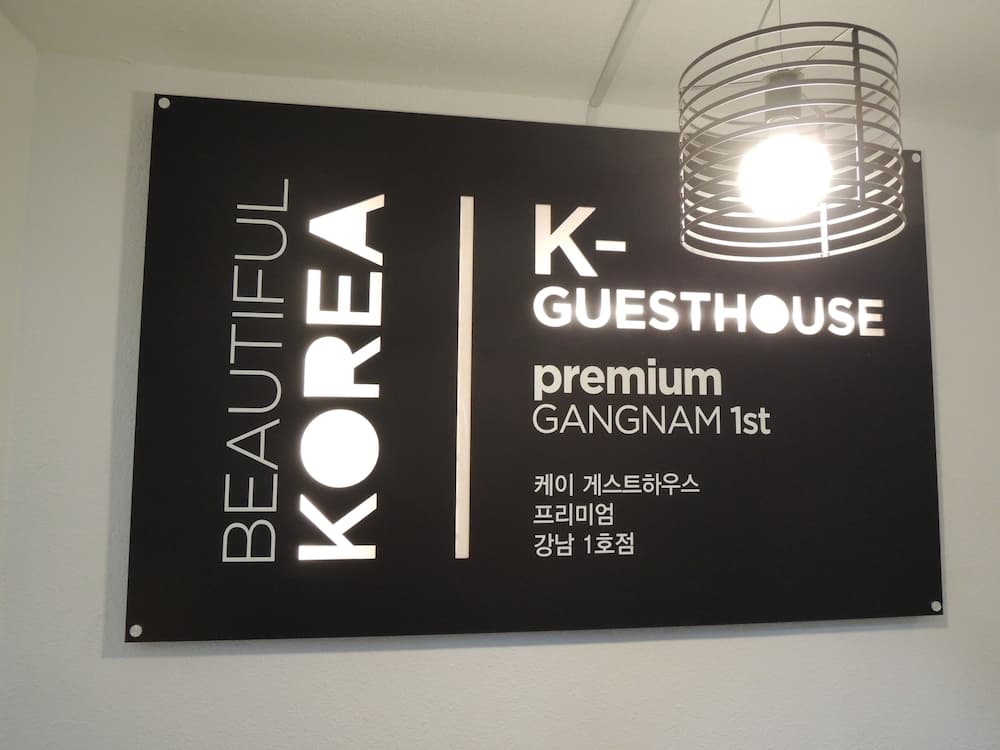 BEAUTIFUL
KOREA
K-
GUESTHOUSE
premium
GANGNAM 1st
케이 게스트하우스
프리미엄
강남 1호점